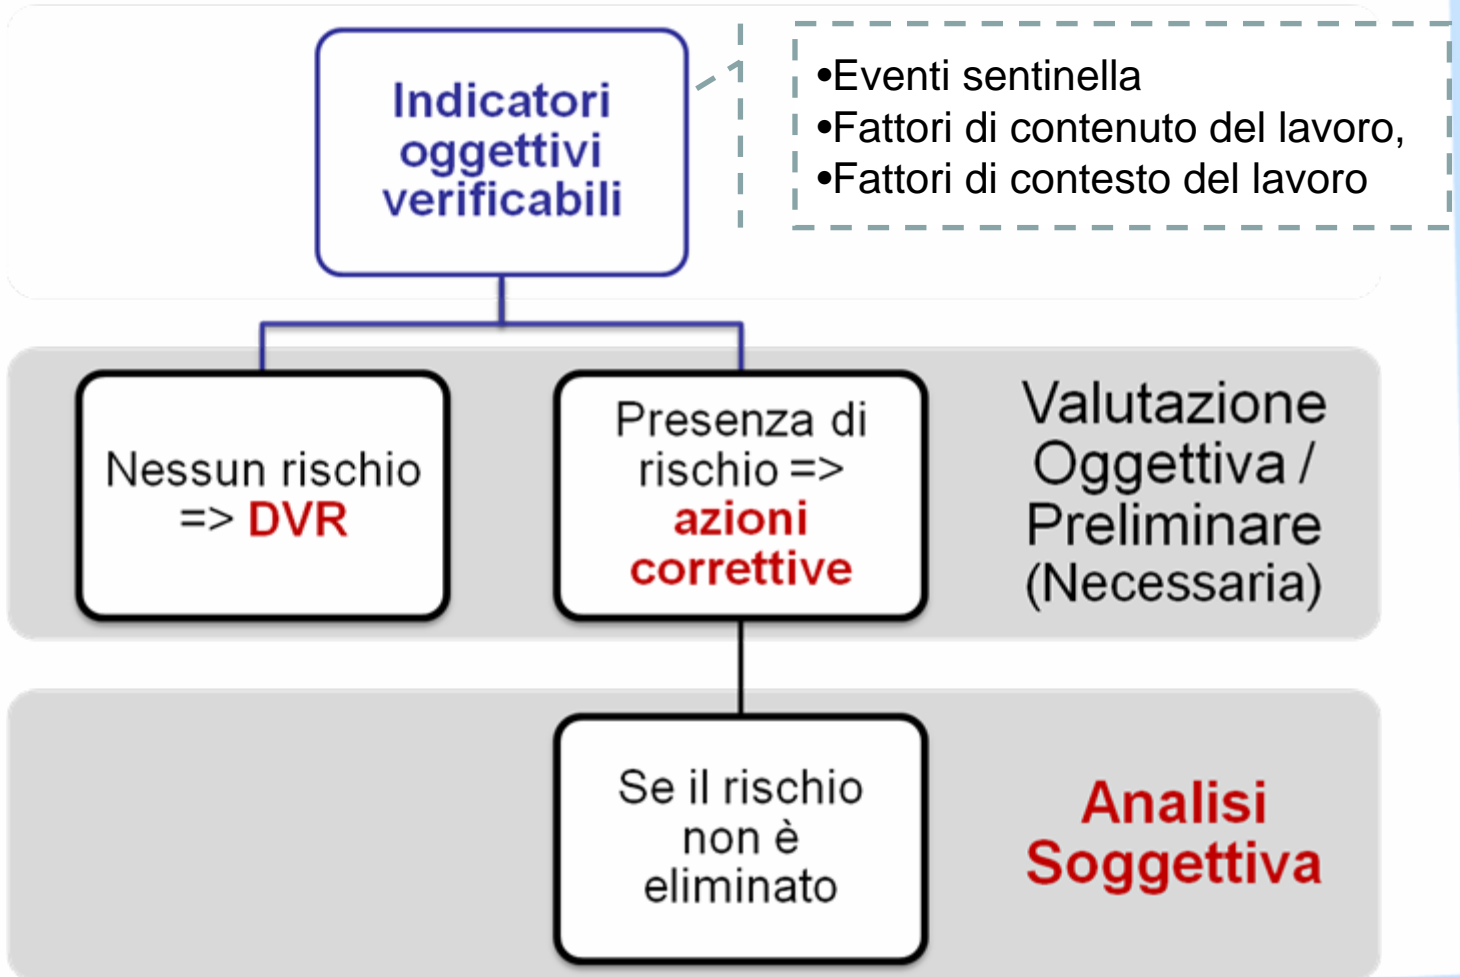 Indicatori
oggettivi
verificabili
•Eventi sentinella
•Fattori di contenuto del lavoro,
•Fattori di contesto del lavoro
Nessun rischio
=> DVR
Presenza di
rischio =>
azioni
correttive
Valutazione
Oggettiva /
Preliminare
(Necessaria)
Se il rischio
non è
eliminato
Analisi
Soggettiva